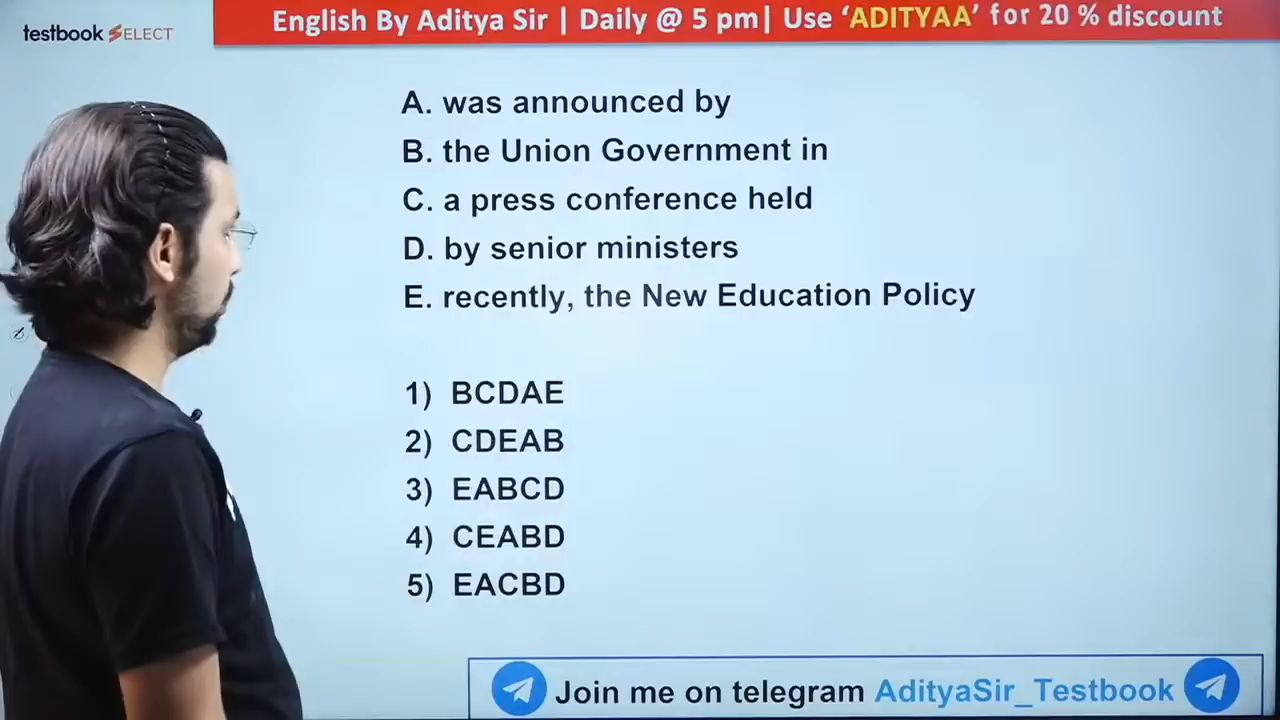 testbook SELECT
English By Aditya Sir | Daily @ 5 pm| Use ‘ADITYAA’ for 20 % discount
A. was announced by
B. the Union Government in
C. a press conference held
D. by senior ministers
E. recently, the New Education Policy
1) BCDAE
2) CDEAB
3) EABCD
4) CEABD
5) EACBD
Join me on telegram AdityaSir_Testbook